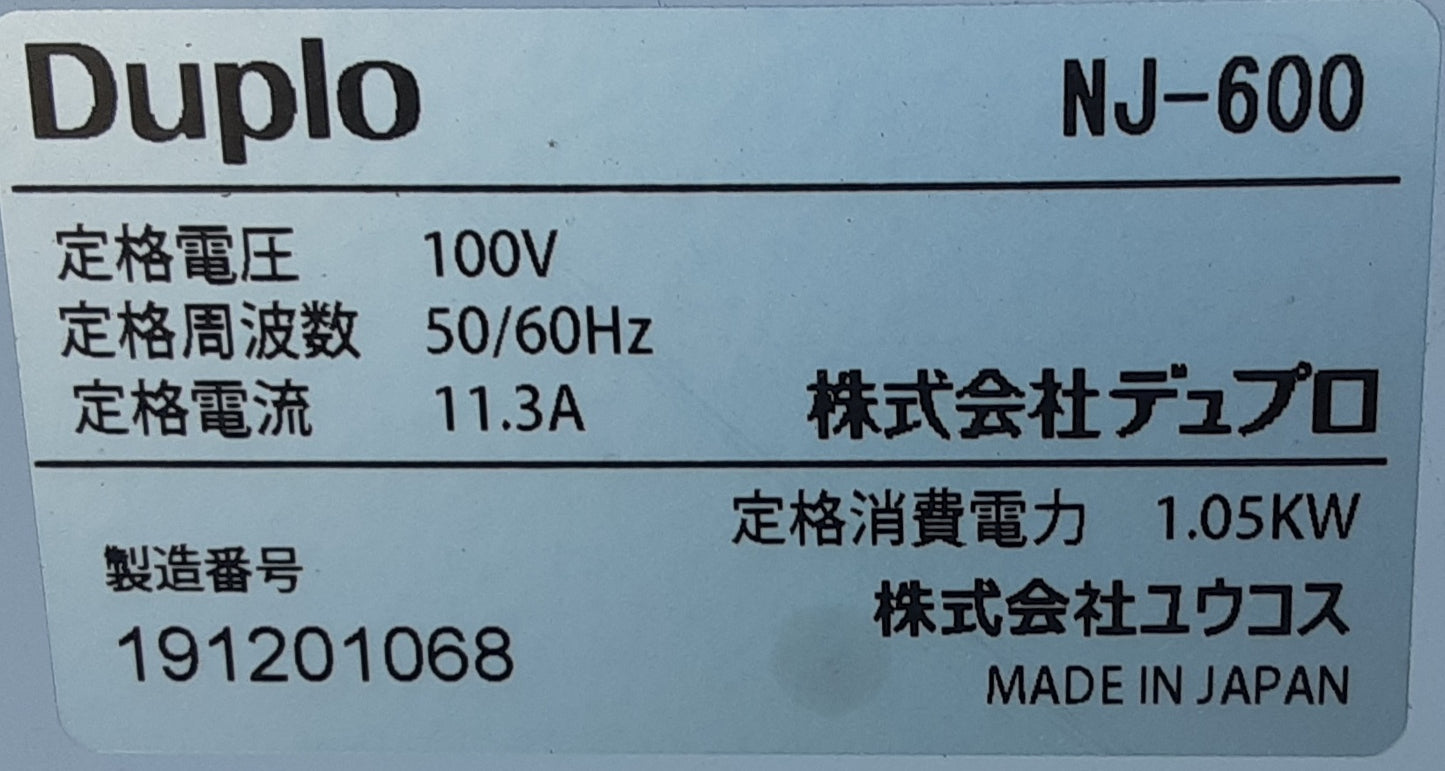 Duplo NJ-600
定格電圧 100V
定格周波数 50/60Hz
定格電流 11.3A
株式会社デュプロ
定格消費電力 1.05KW
製造番号
株式会社ユウコス
191201068
MADE IN JAPAN